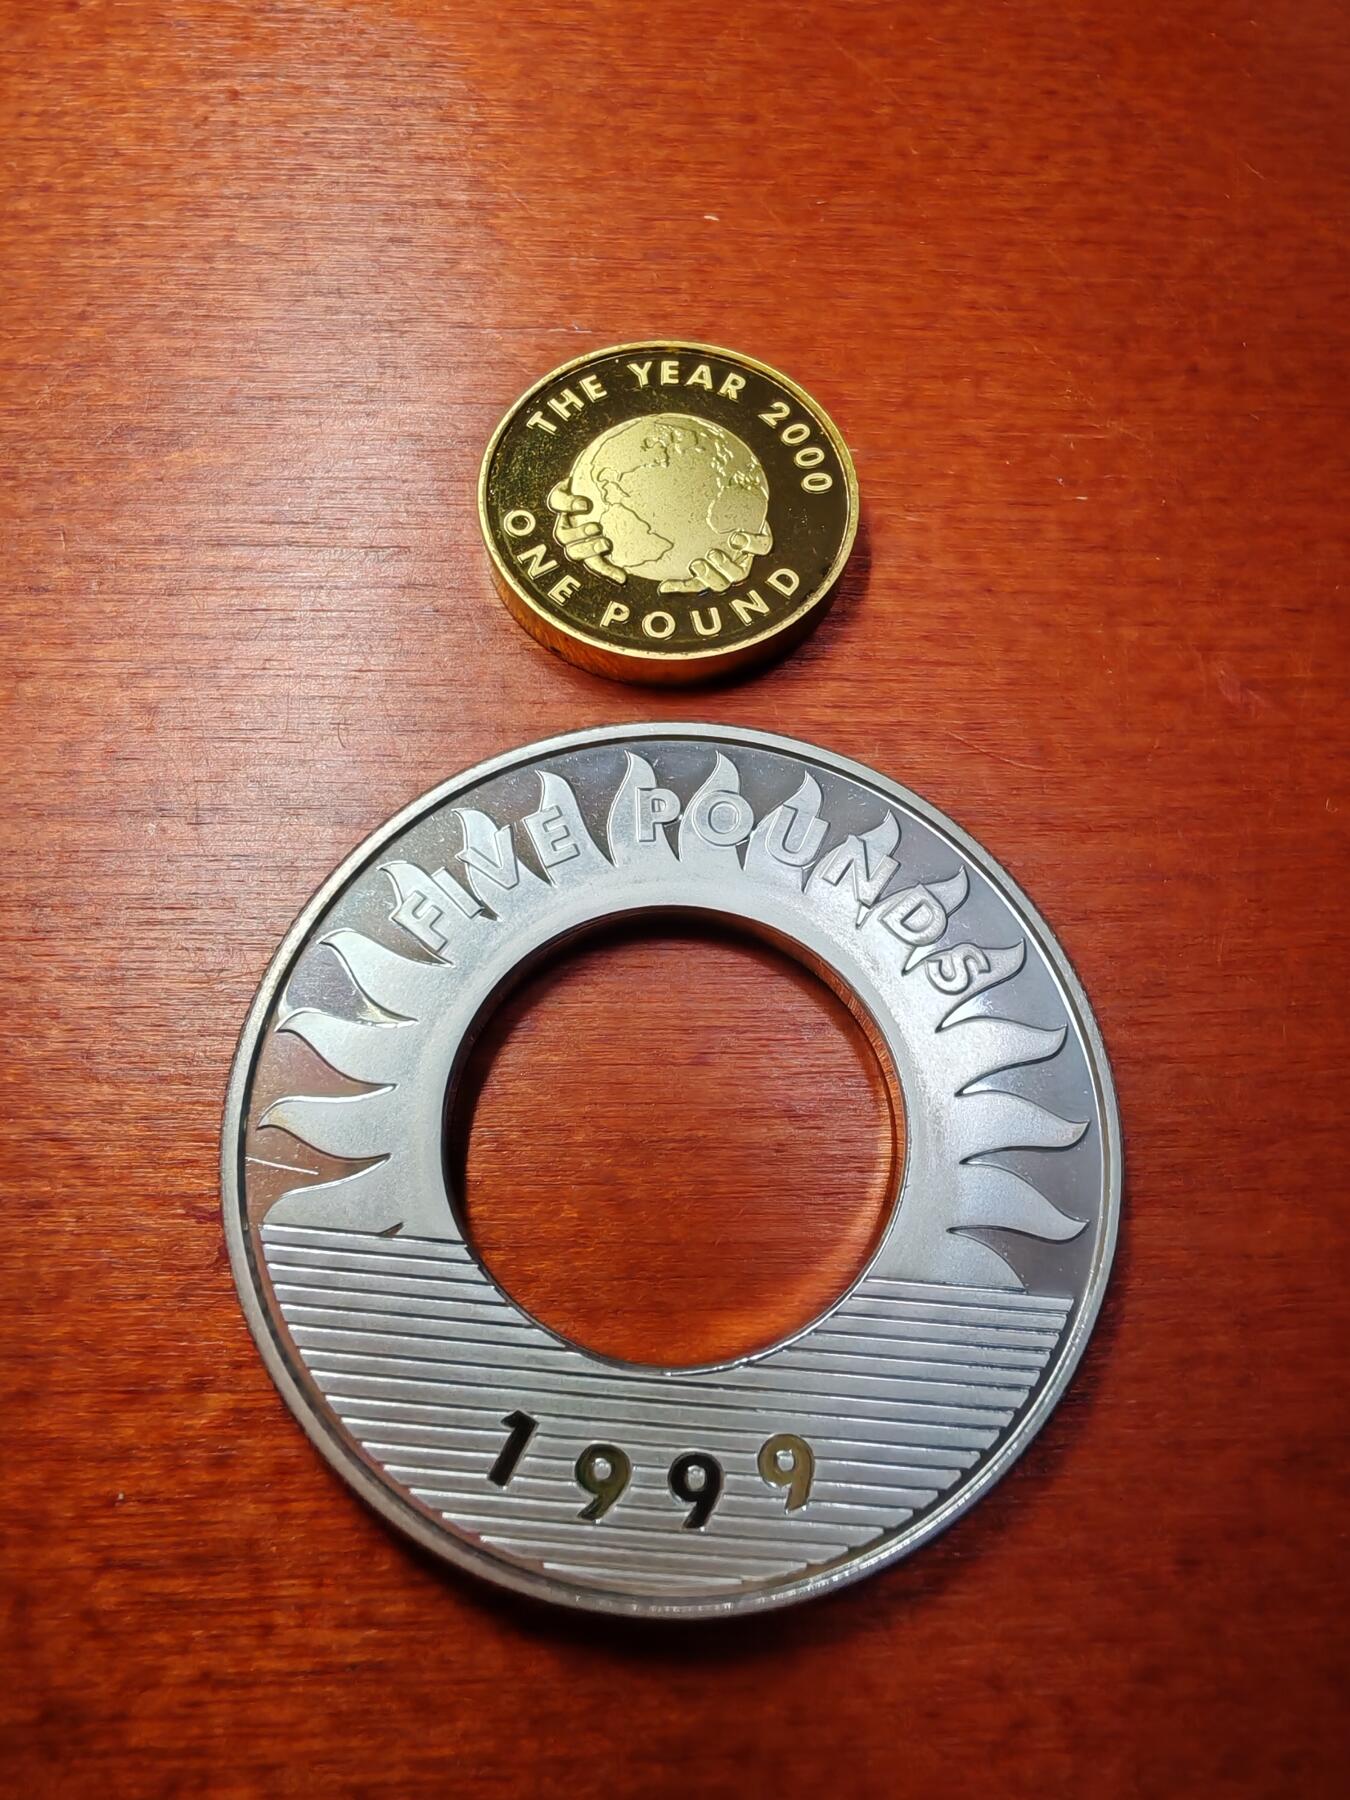 THE YEAR 2000
ONE POUND
FIVE POUNDS
1999